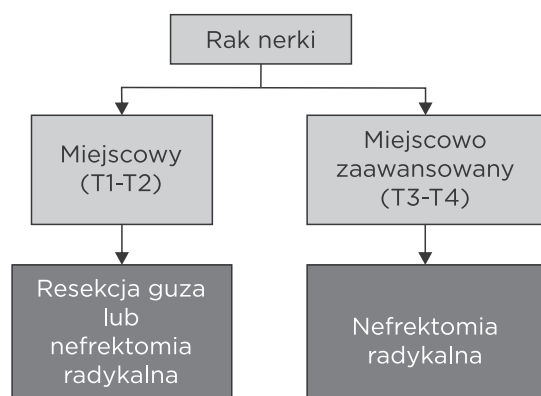 Rak nerki
Miejscowy
(T1-T2)
Miejscowo
zaawansowany
(T3-T4)
Resekcja guza
lub
nefrektomia
radykalna
Nefrektomia
radykalna